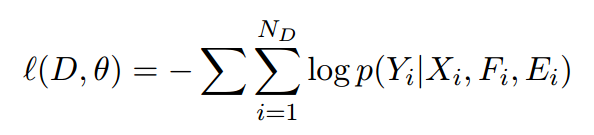 ℓ(D, θ) = − ∑ ∑_{i=1}^{N_D} log p(Y_i|X_i, F_i, E_i)